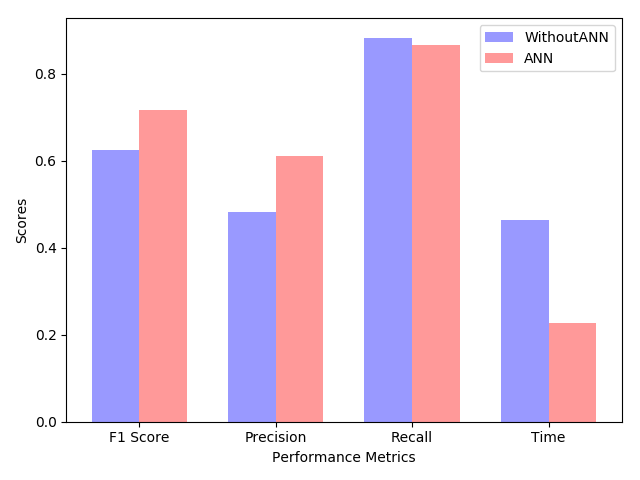 WithoutANN
ANN
0.8
0.6
0.4
0.2
0.0
Scores
F1 Score
Precision
Recall
Time
Performance Metrics